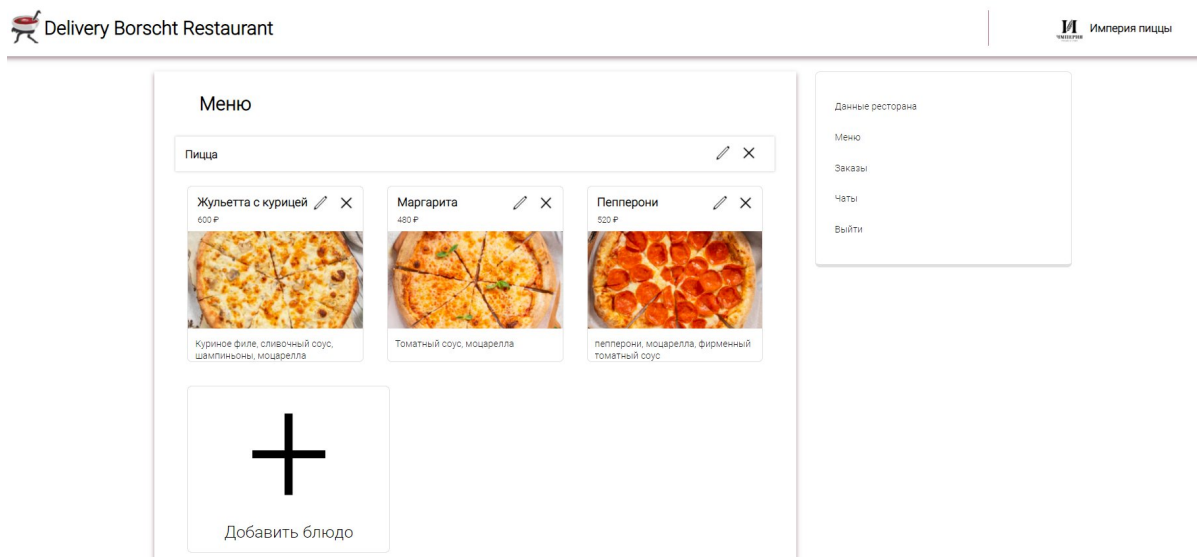 Delivery Borscht Restaurant
ИМПЕРИЯ
Империя пиццы
Меню
Пицца
Жульетта с курицей
600 ₽
Куриное филе, сливочный соус,
шампиньоны, моцарелла
Маргарита
480 ₽
Томатный соус, моцарелла
Пепперони
520 ₽
пепперони, моцарелла, фирменный
томатный соус
Добавить блюдо
Данные ресторана
Меню
Заказы
Чаты
Выйти